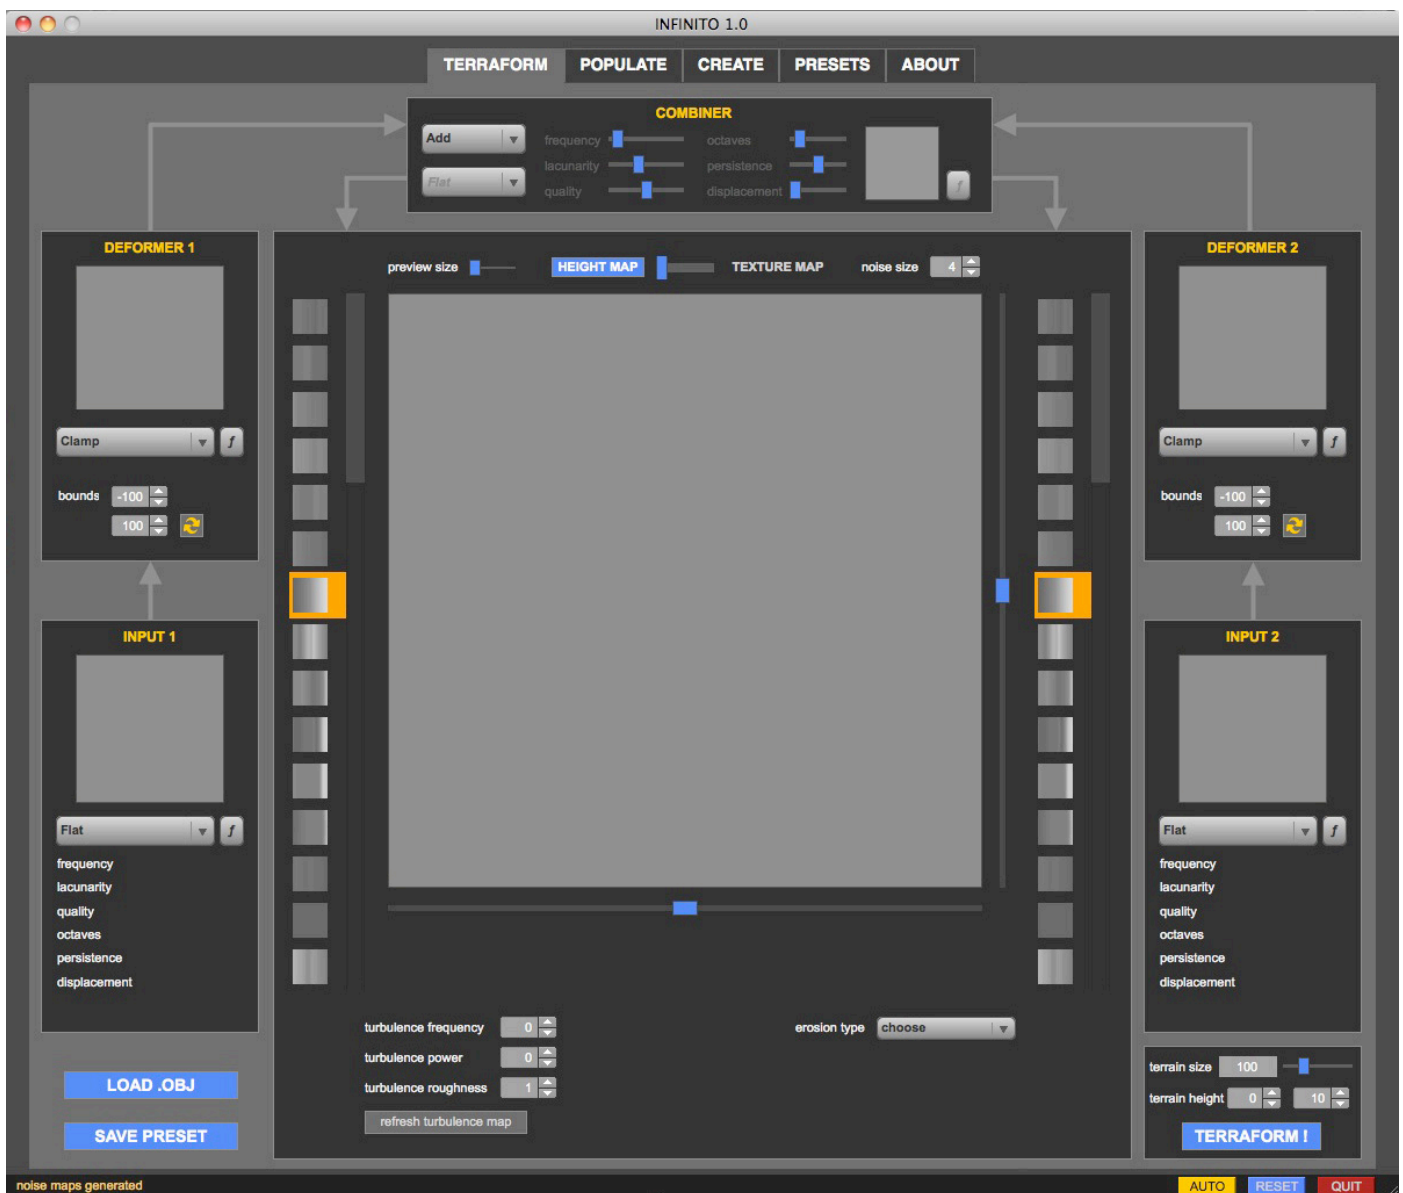 INFINITO 1.0
TERRAFORM POPULATE CREATE PRESETS ABOUT
COMBINER
Add frequency octaves
lacunarity persistence
Flat quality displacement f
DEFORMER 1
Clamp f
bounds -100
100
INPUT 1
Flat f
frequency
lacunarity
quality
octaves
persistence
displacement
LOAD .OBJ
SAVE PRESET
preview size HEIGHT MAP TEXTURE MAP noise size 4
turbulence frequency 0
turbulence power 0
turbulence roughness 1
refresh turbulence map
erosion type choose
DEFORMER 2
Clamp f
bounds -100
100
INPUT 2
Flat f
frequency
lacunarity
quality
octaves
persistence
displacement
terrain size 100
terrain height 0 10
TERRAFORM !
noise maps generated
AUTO RESET QUIT